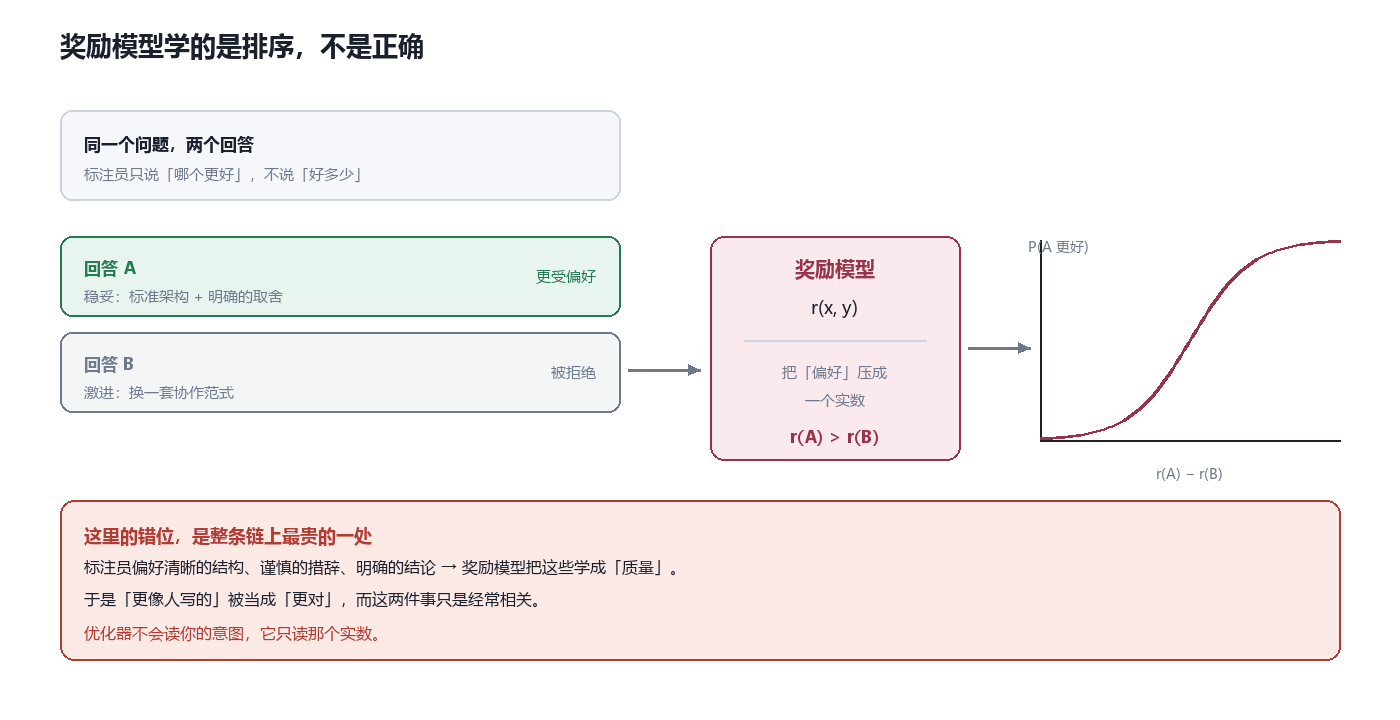 奖励模型学的是排序，不是正确
同一个问题，两个回答
标注员只说「哪个更好」，不说「好多少」
回答 A
稳妥：标准架构 + 明确的取舍
更受偏好
回答 B
激进：换一套协作范式
被拒绝
奖励模型
r(x, y)
把「偏好」压成
一个实数
r(A) > r(B)
P(A 更好)
r(A) − r(B)
这里的错位，是整条链上最贵的一处
标注员偏好清晰的结构、谨慎的措辞、明确的结论 → 奖励模型把这些学成「质量」。
于是「更像人写的」被当成「更对」，而这两件事只是经常相关。
优化器不会读你的意图，它只读那个实数。